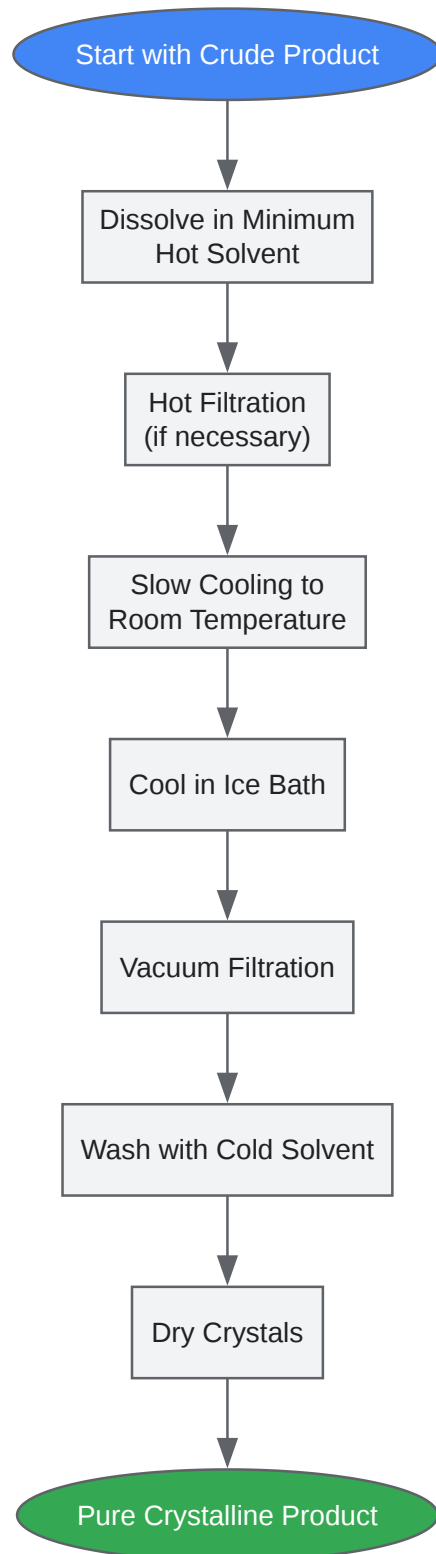 Start with Crude Product
Dissolve in Minimum
Hot Solvent
Hot Filtration
(if necessary)
Slow Cooling to
Room Temperature
Cool in Ice Bath
Vacuum Filtration
Wash with Cold Solvent
Dry Crystals
Pure Crystalline Product